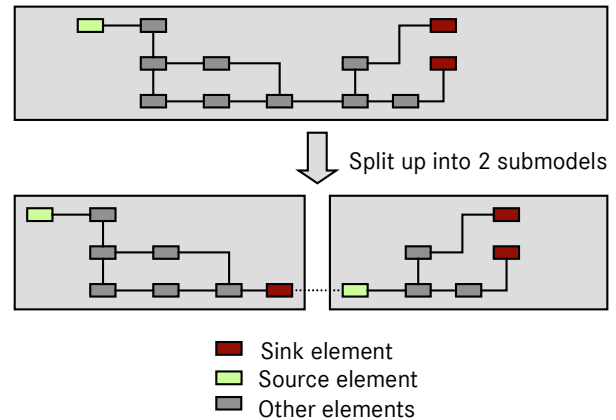 Split up into 2 submodels
Sink element
Source element
Other elements